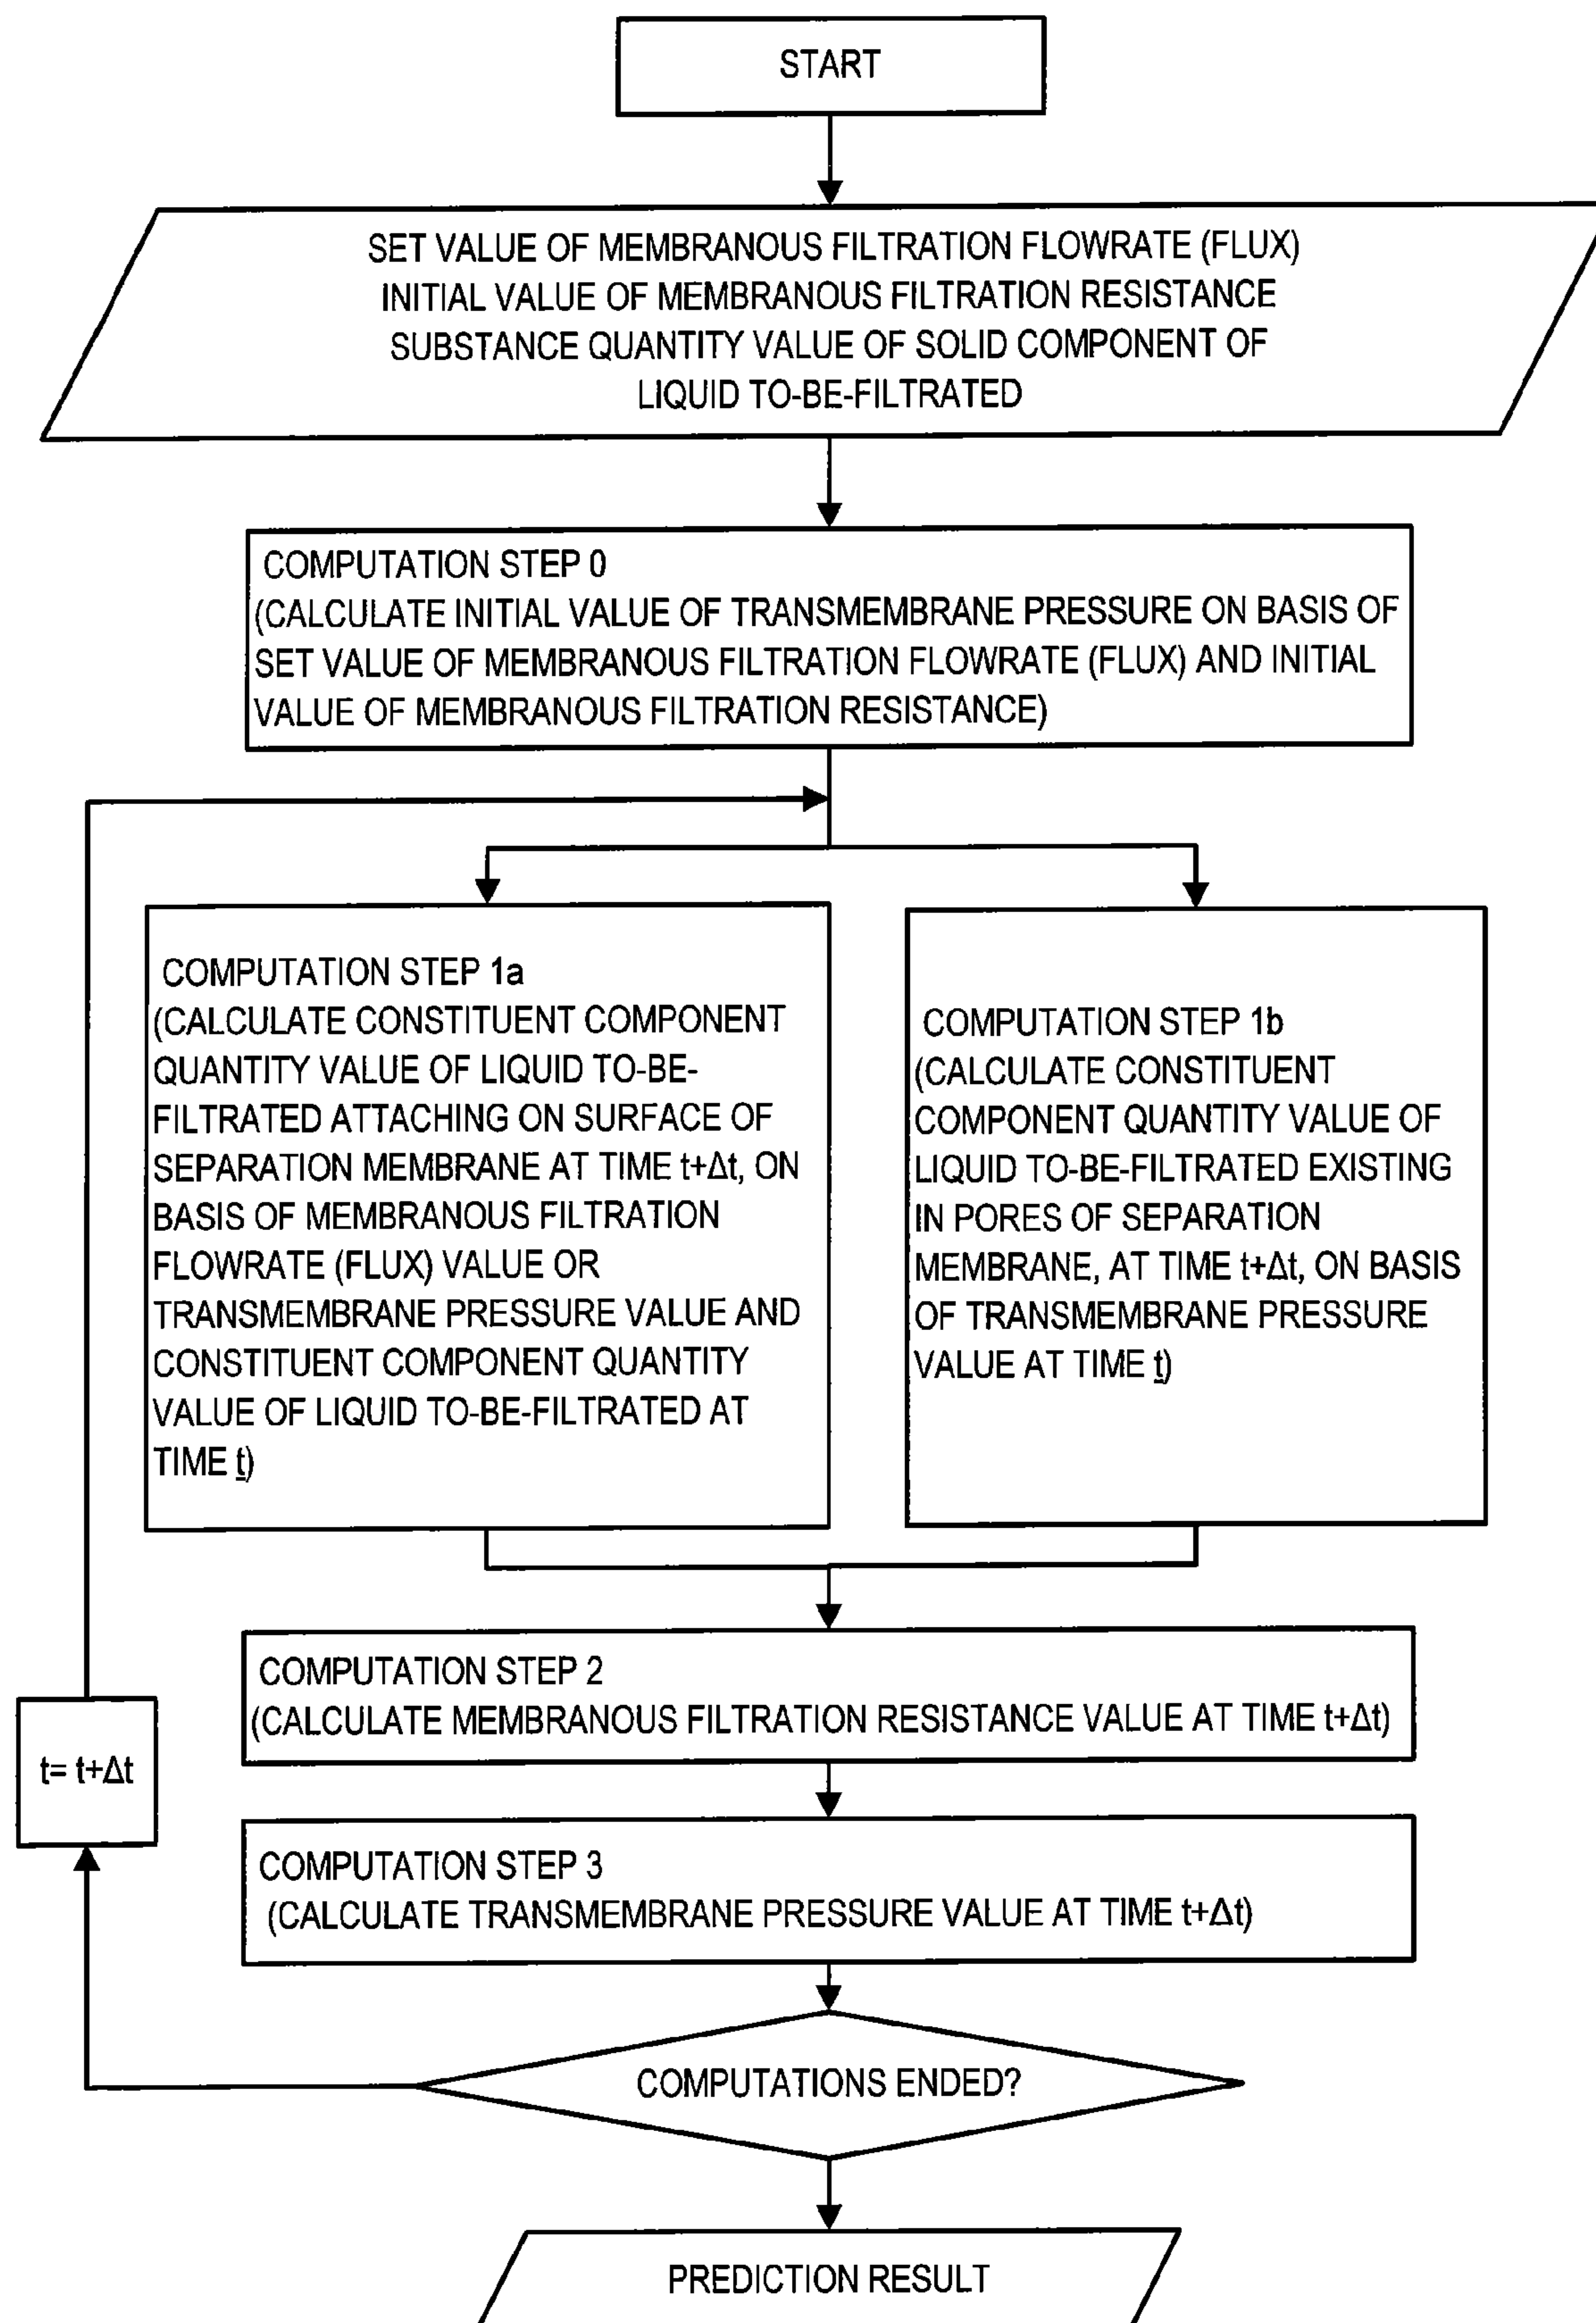 START
SET VALUE OF MEMBRANOUS FILTRATION FLOWRATE (FLUX)
INITIAL VALUE OF MEMBRANOUS FILTRATION RESISTANCE
SUBSTANCE QUANTITY VALUE OF SOLID COMPONENT OF
LIQUID TO-BE-FILTRATED
COMPUTATION STEP 0
(CALCULATE INITIAL VALUE OF TRANSMEMBRANE PRESSURE ON BASIS OF
SET VALUE OF MEMBRANOUS FILTRATION FLOWRATE (FLUX) AND INITIAL
VALUE OF MEMBRANOUS FILTRATION RESISTANCE)
COMPUTATION STEP 1a
(CALCULATE CONSTITUENT COMPONENT
QUANTITY VALUE OF LIQUID TO-BE-
FILTRATED ATTACHING ON SURFACE OF
SEPARATION MEMBRANE AT TIME t+Δt, ON
BASIS OF MEMBRANOUS FILTRATION
FLOWRATE (FLUX) VALUE OR
TRANSMEMBRANE PRESSURE VALUE AND
CONSTITUENT COMPONENT QUANTITY
VALUE OF LIQUID TO-BE-FILTRATED AT
TIME t)
COMPUTATION STEP 1b
(CALCULATE CONSTITUENT
COMPONENT QUANTITY VALUE OF
LIQUID TO-BE-FILTRATED EXISTING
IN PORES OF SEPARATION
MEMBRANE, AT TIME t+Δt, ON BASIS
OF TRANSMEMBRANE PRESSURE
VALUE AT TIME t)
COMPUTATION STEP 2
(CALCULATE MEMBRANOUS FILTRATION RESISTANCE VALUE AT TIME t+Δt)
t= t+Δt
COMPUTATION STEP 3
(CALCULATE TRANSMEMBRANE PRESSURE VALUE AT TIME t+Δt)
COMPUTATIONS ENDED?
PREDICTION RESULT